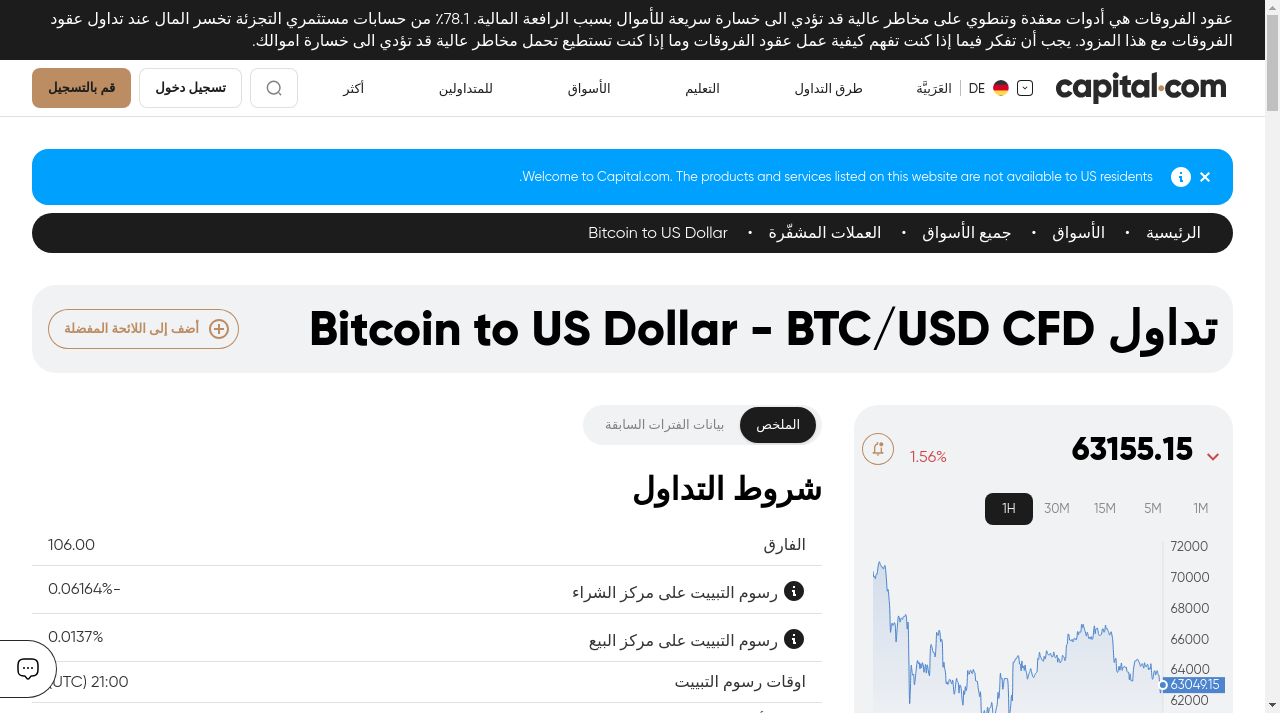 عقود الفروقات هي أدوات معقدة وتنطوي على مخاطر عالية قد تؤدي الى خسارة سريعة للأموال بسبب الرافعة المالية. 78.1٪ من حسابات مستثمري التجزئة تخسر المال عند تداول عقود
الفروقات مع هذا المزود. يجب أن تفكر فيما إذا كنت تفهم كيفية عمل عقود الفروقات وما إذا كنت تستطيع تحمل مخاطر عالية قد تؤدي الى خسارة اموالك.
capital.com
DE
العَرَبيَّة
طرق التداول
التعليم
الأسواق
للمتداولين
أكثر
تسجيل دخول
قم بالتسجيل
Welcome to Capital.com. The products and services listed on this website are not available to US residents.
الرئيسية • الأسواق • جميع الأسواق • العملات المشفّرة • Bitcoin to US Dollar
تداول Bitcoin to US Dollar - BTC/USD CFD
أضف إلى اللائحة المفضلة
63155.15
1.56%
1M
5M
15M
30M
1H
72000
70000
68000
66000
64000
63049.15
62000
الملخص
بيانات الفترات السابقة
شروط التداول
الفارق
106.00
رسوم التبييت على مركز الشراء
0.06164%-
رسوم التبييت على مركز البيع
0.0137%
اوقات رسوم التبييت
21:00 (UTC)